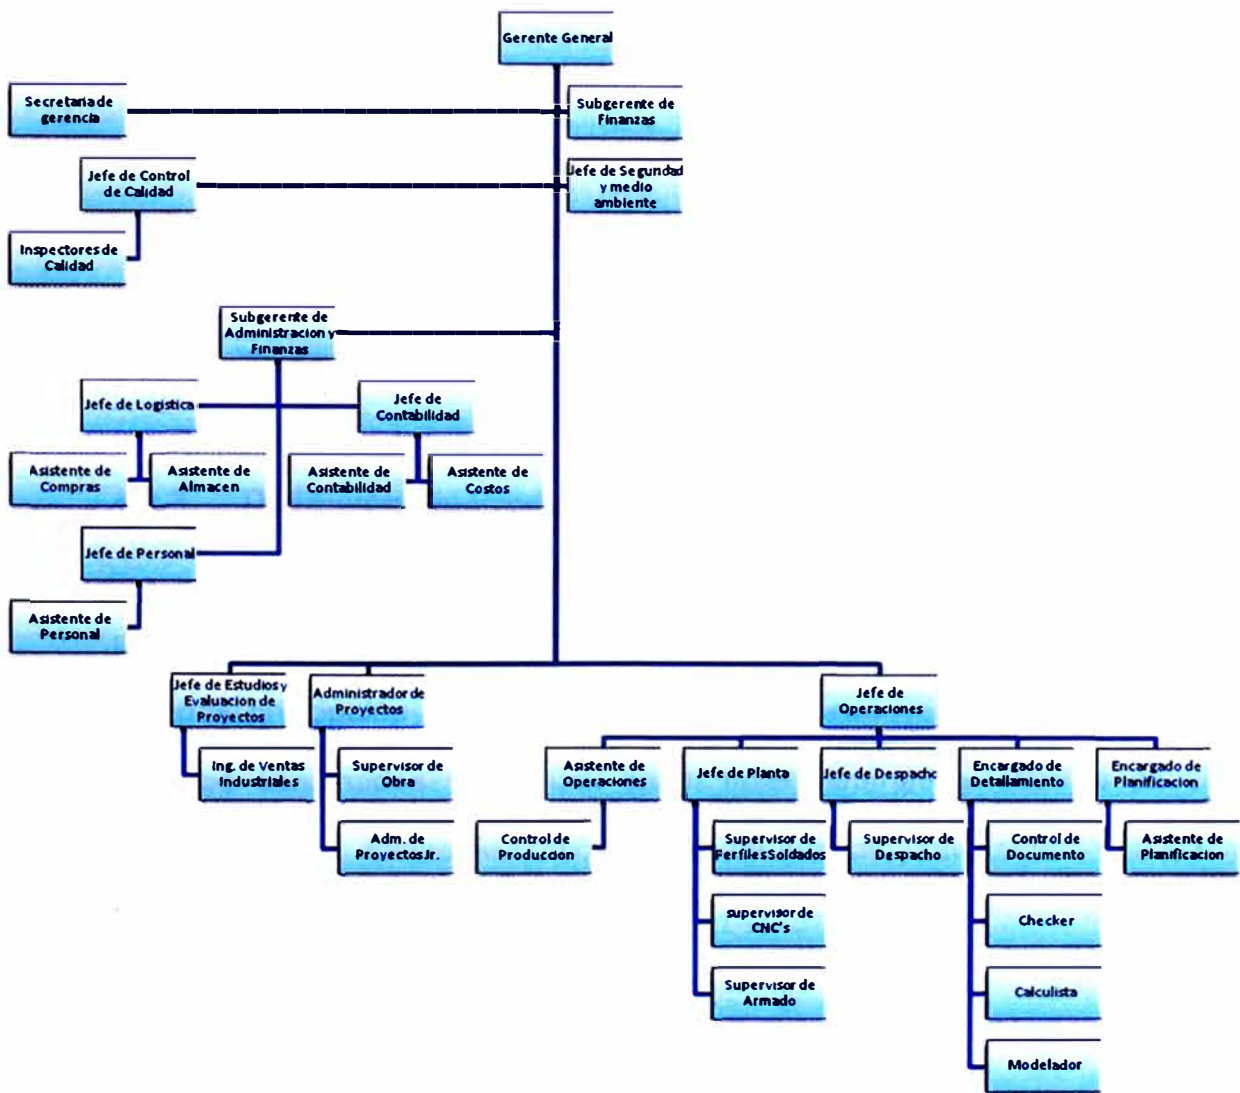 Gerente General
Secretaria de
gerencia
Subgerente de
Finanzas
Jefe de Control
de Calidad
Jefe de Seguridad
y medio
ambiente
Inspectores de
Calidad
Subgerente de
Administracion y
Finanzas
Jefe de Logistica
Jefe de
Contabilidad
Asistente de
Compras
Asistente de
Almacen
Asistente de
Contabilidad
Asistente de
Costos
Jefe de Personal
Asistente de
Personal
Jefe de Estudios y
Evaluacion de
Proyectos
Administrador de
Proyectos
Jefe de
Operaciones
Ing. de Ventas
Industriales
Supervisor de
Obra
Adm. de
Proyectos Jr.
Asistente de
Operaciones
Jefe de Planta
Jefe de Despacho
Encargado de
Detallamiento
Encargado de
Planificacion
Control de
Produccion
Supervisor de
Perfiles Soldados
Supervisor de
Despacho
Control de
Documento
Asistente de
Planificacion
supervisor de
CNC's
Checker
Supervisor de
Armado
Calculista
Modelador